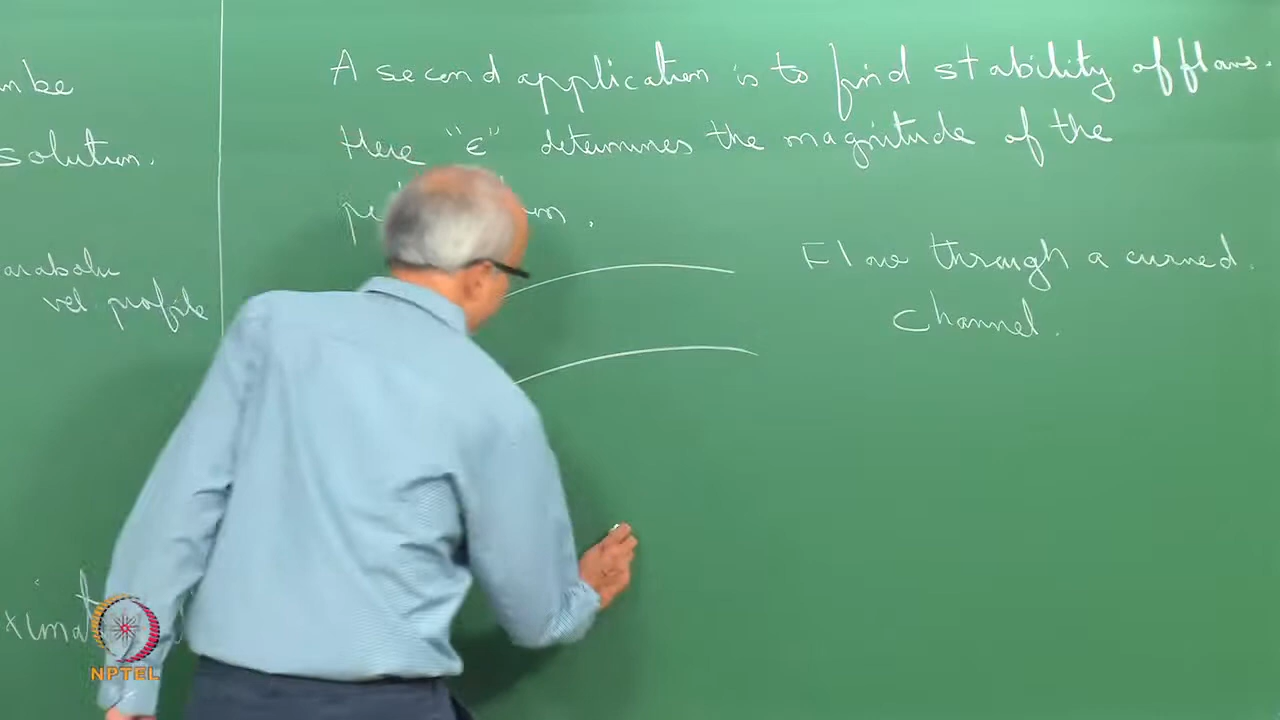 nbe
solution.
arabolic
vel. profile
A second application is to find stability of flows.
Here "ε" determines the magnitude of the
Flow through a curved
channel.
NPTEL